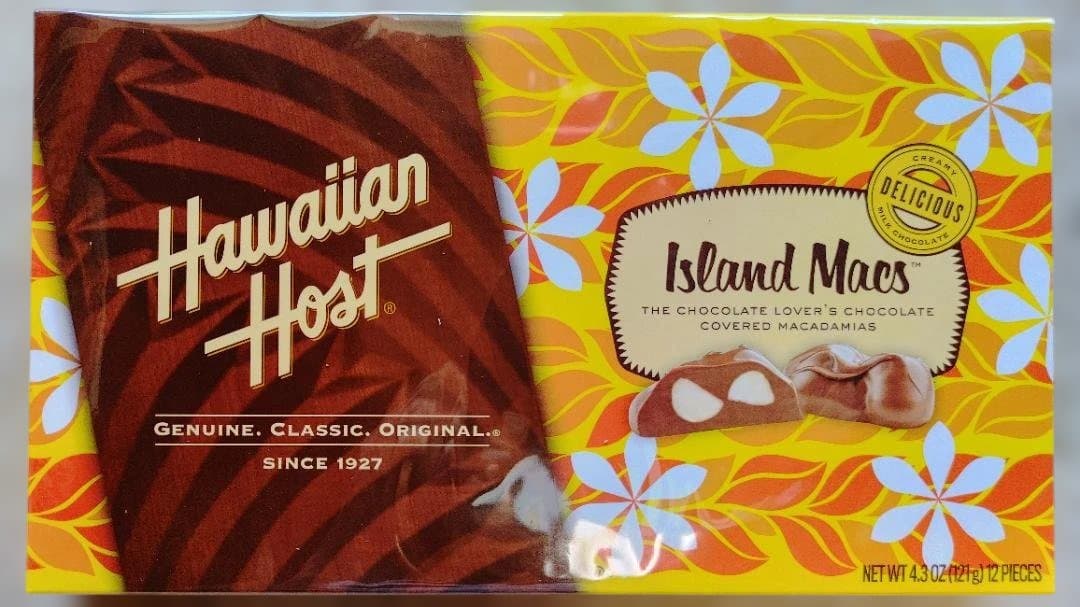 Hawaiian
Host®
GENUINE. CLASSIC. ORIGINAL.®
SINCE 1927
CREAMY
DELICIOUS
MILK CHOCOLATE
Island Macs™
THE CHOCOLATE LOVER'S CHOCOLATE
COVERED MACADAMIAS
NET WT 4.3 OZ (121g) 12 PIECES